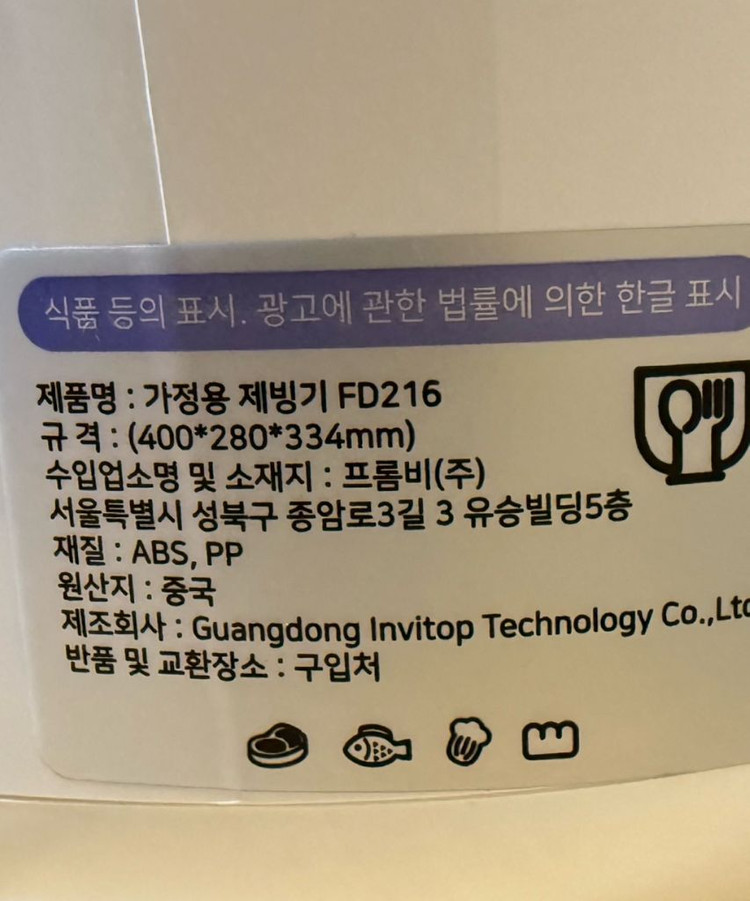 식품 등의 표시. 광고에 관한 법률에 의한 한글 표시
제품명 : 가정용 제빙기 FD216
규 격 : (400*280*334mm)
수입업소명 및 소재지 : 프롬비(주)
서울특별시 성북구 종암로3길 3 유승빌딩5층
재질 : ABS, PP
원산지 : 중국
제조회사 : Guangdong Invitop Technology Co.,Ltd
반품 및 교환장소 : 구입처